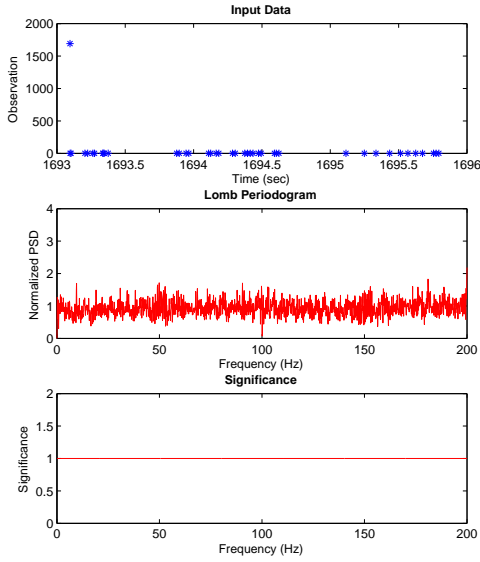 Input Data
2000
1500
1000
500
0
Observation
1693 1693.5 1694 1694.5 1695 1695.5 1696
Time (sec)
Lomb Periodogram
4
3
2
1
0
Normalized PSD
0 50 100 150 200
Frequency (Hz)
Significance
2
1.5
1
0.5
0
Significance
0 50 100 150 200
Frequency (Hz)